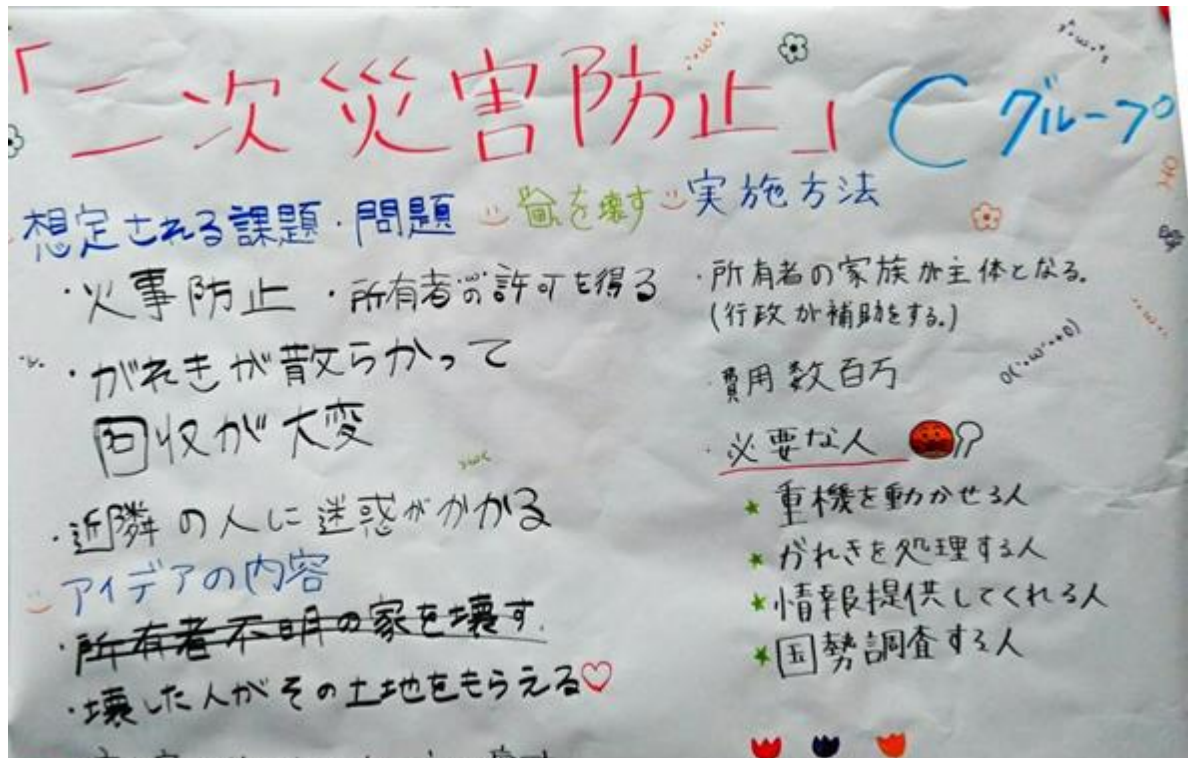 「二次災害防止」 Cグループ
想定される課題・問題
・火事防止 ・所有者の許可を得る
・がれきが散らかって
回収が大変
・近隣の人に迷惑がかかる
アイデアの内容
・所有者不明の家を壊す
・壊した人がその土地をもらえる♡
を壊す
実施方法
・所有者の家族が主体となる。
(行政が補助をする。)
・費用数百万
・必要な人
★重機を動かせる人
★がれきを処理する人
★情報提供してくれる人
★国勢調査する人